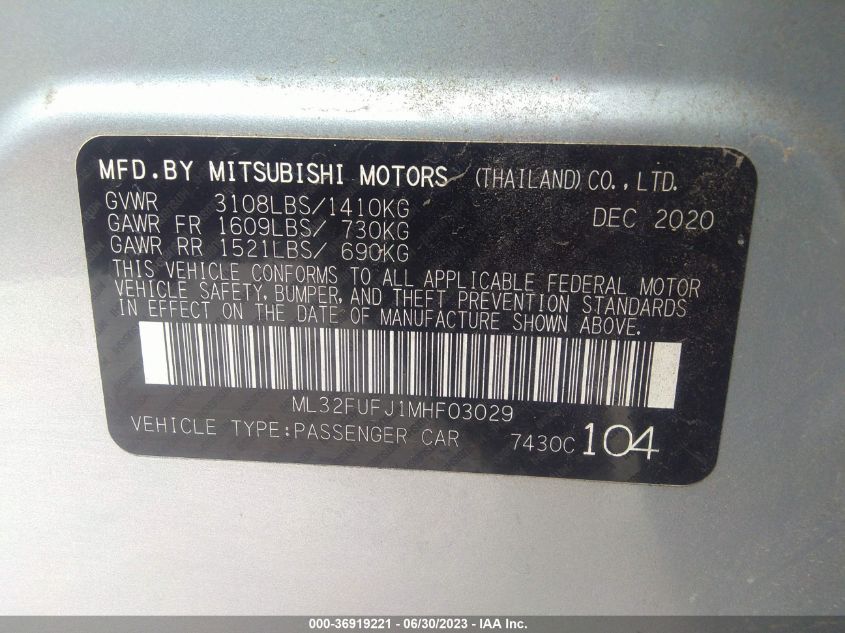 MFD.BY MITSUBISHI MOTORS (THAILAND) CO., LTD.
GVWR 3108LBS/1410KG DEC 2020
GAWR FR 1609LBS/ 730KG
GAWR RR 1521LBS/ 690KG
THIS VEHICLE CONFORMS TO ALL APPLICABLE FEDERAL MOTOR
VEHICLE SAFETY, BUMPER, AND THEFT PREVENTION STANDARDS
IN EFFECT ON THE DATE OF MANUFACTURE SHOWN ABOVE.
ML32FUFJ1MHF03029
VEHICLE TYPE:PASSENGER CAR 7430C 104
000-36919221 - 06/30/2023 - IAA Inc.